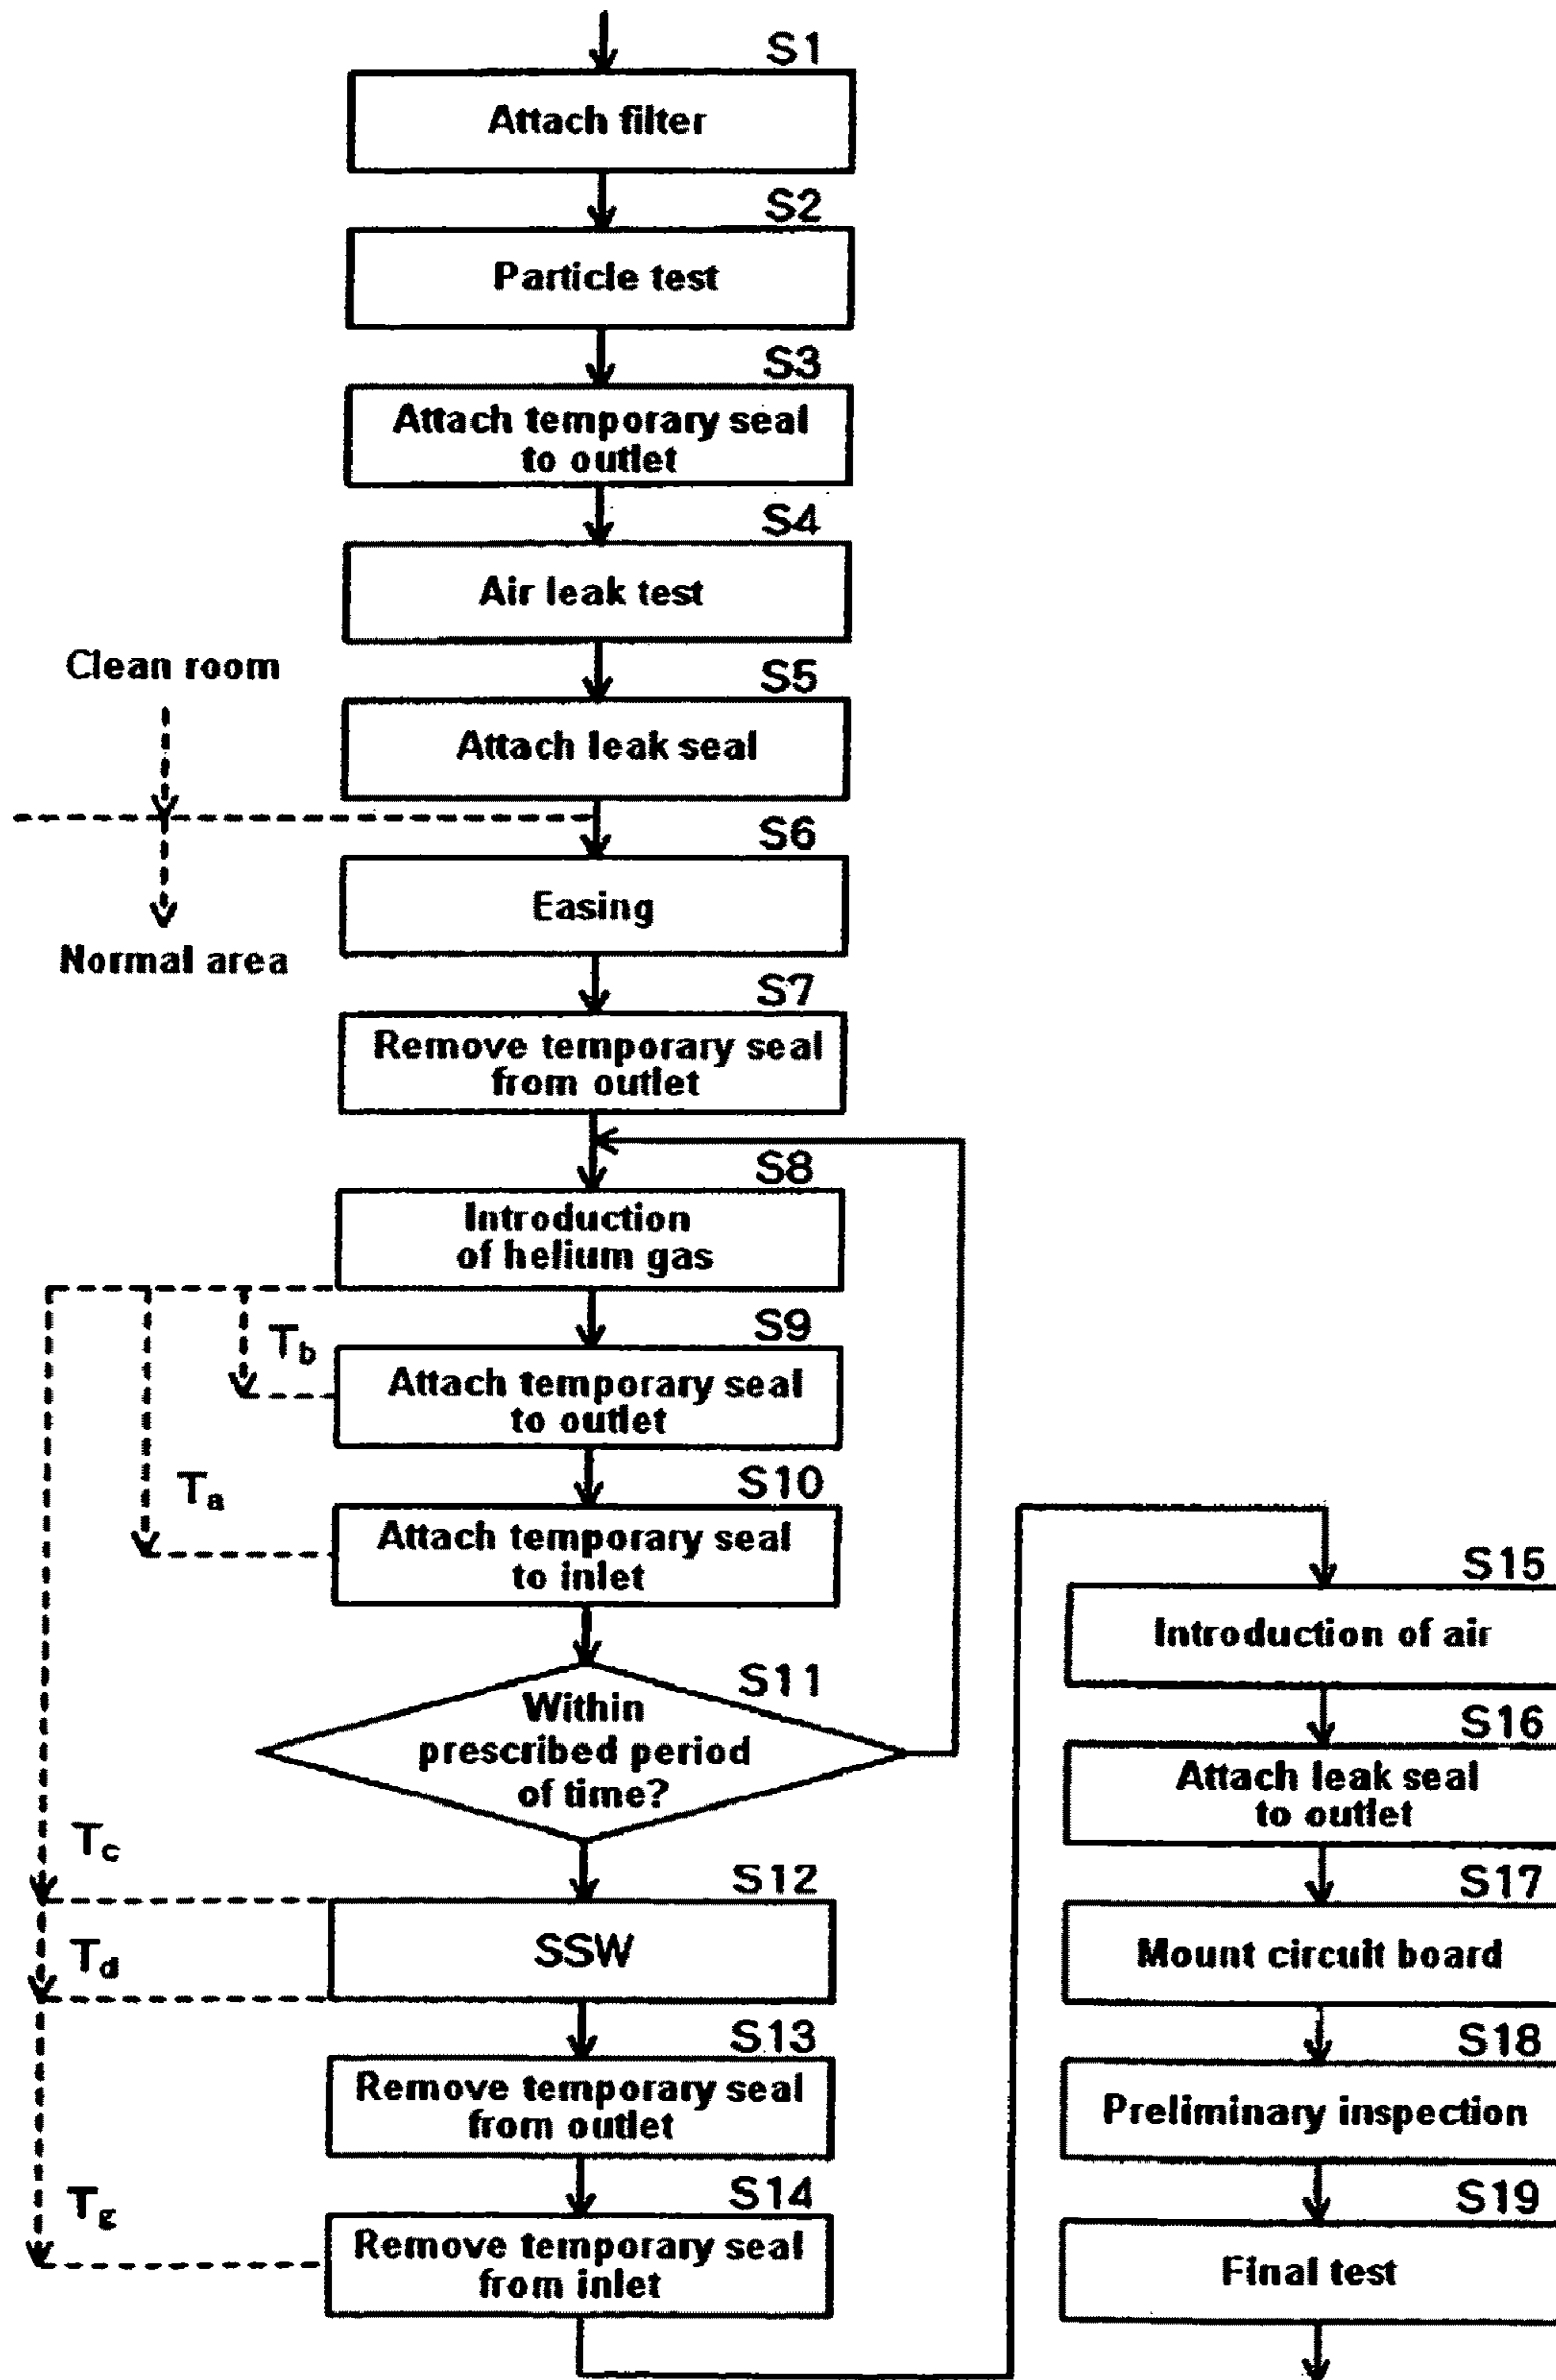 S1
Attach filter
S2
Particle test
S3
Attach temporary seal
to outlet
S4
Air leak test
Clean room
S5
Attach leak seal
S6
Easing
Normal area
S7
Remove temporary seal
from outlet
S8
Introduction
of helium gas
Tb
S9
Attach temporary seal
to outlet
Ta
S10
Attach temporary seal
to inlet
S11
Within
prescribed period
of time?
Tc
S12
SSW
Td
S13
Remove temporary seal
from outlet
Tg
S14
Remove temporary seal
from inlet
S15
Introduction of air
S16
Attach leak seal
to outlet
S17
Mount circuit board
S18
Preliminary inspection
S19
Final test